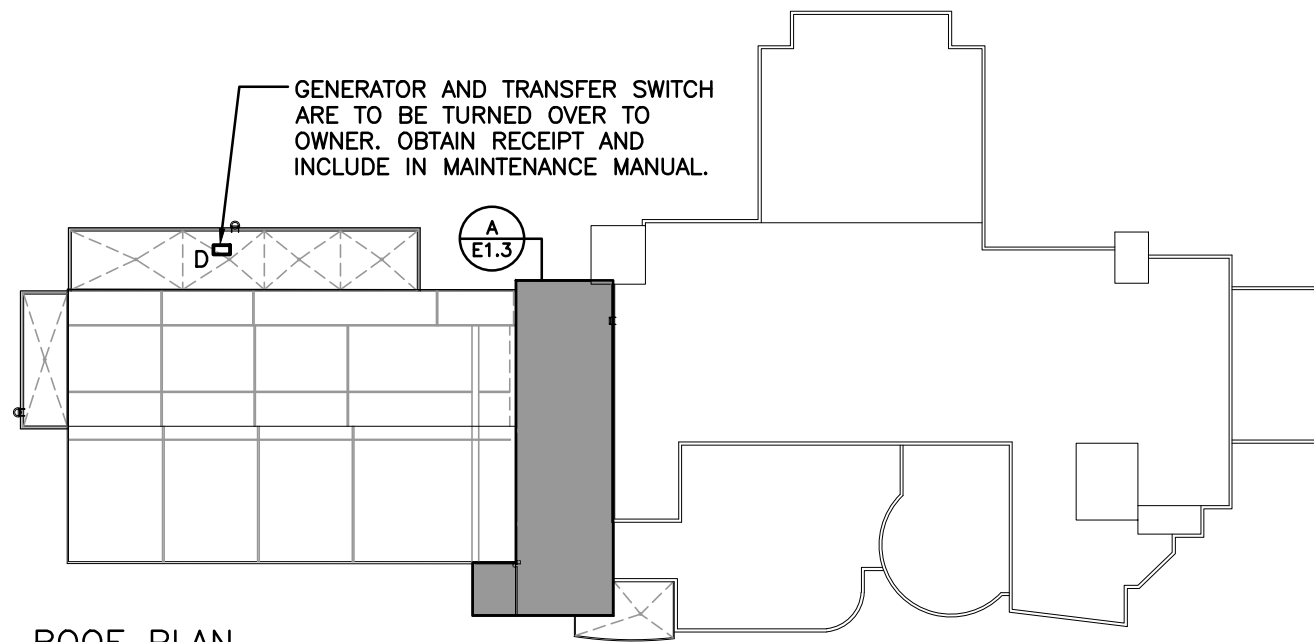 GENERATOR AND TRANSFER SWITCH
ARE TO BE TURNED OVER TO
OWNER. OBTAIN RECEIPT AND
INCLUDE IN MAINTENANCE MANUAL.
A
E1.3
D
ROOF PLAN